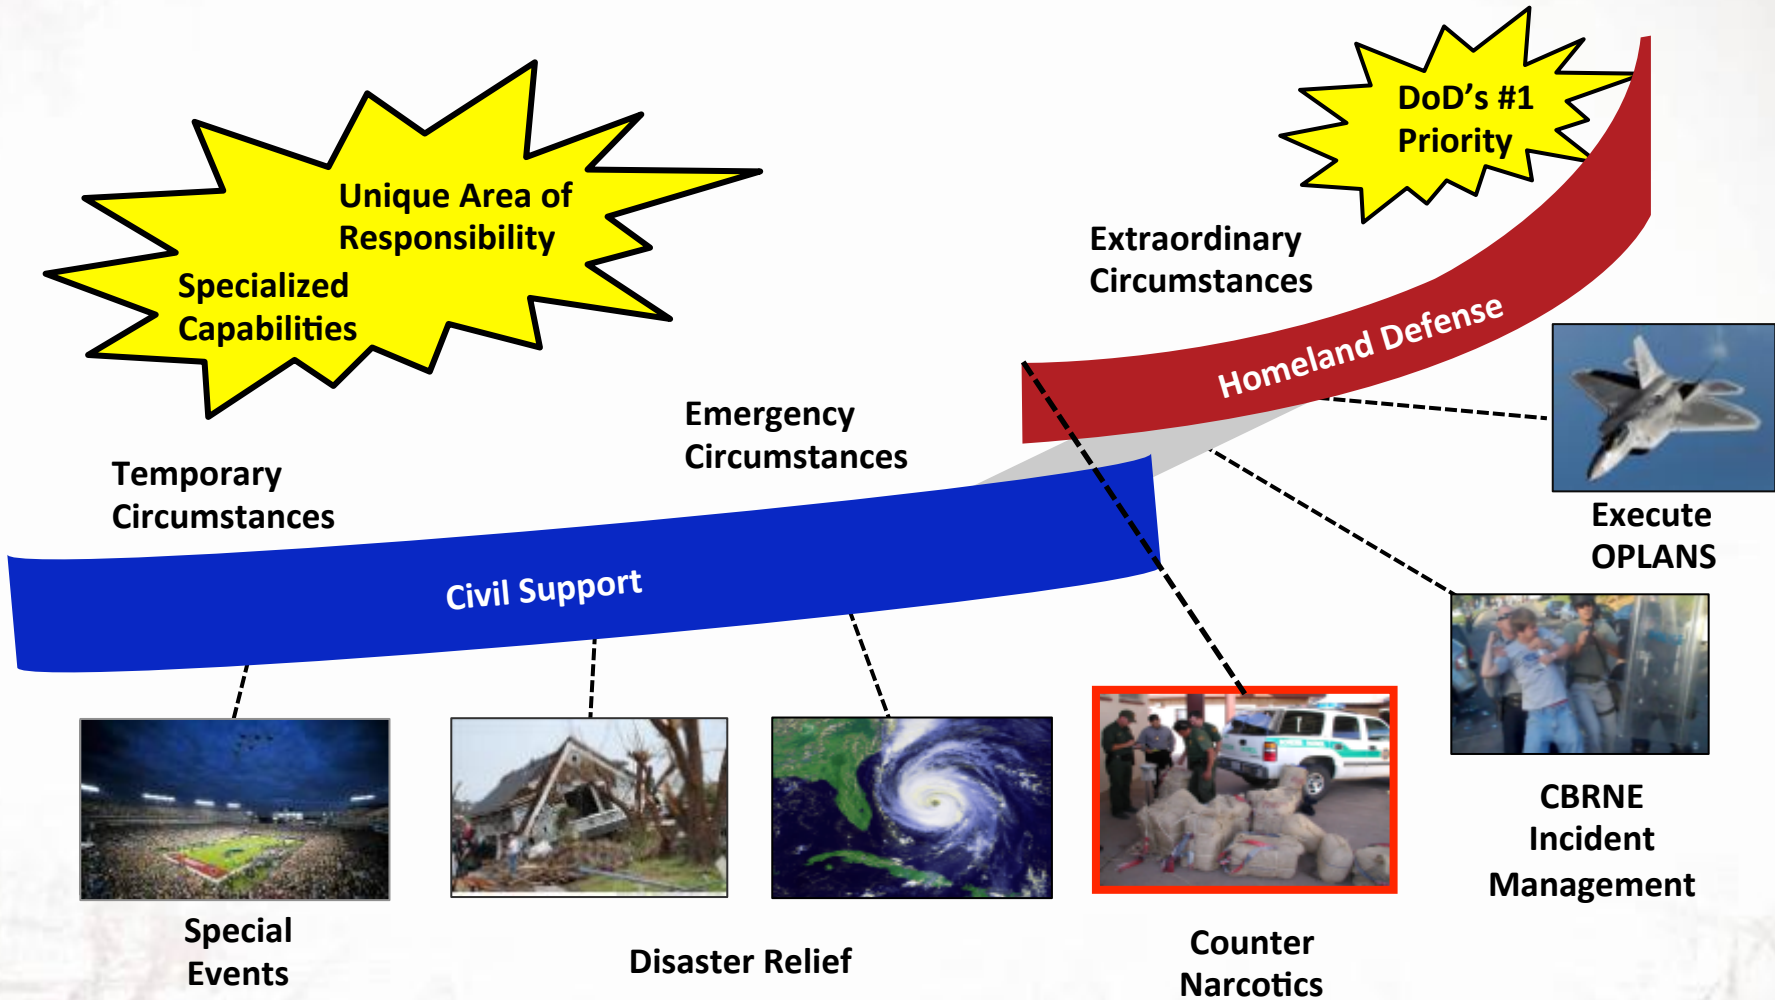 DoD's #1
Priority
Unique Area of
Responsibility
Specialized
Capabilities
Extraordinary
Circumstances
Homeland Defense
Emergency
Circumstances
Temporary
Circumstances
Civil Support
Execute
OPLANS
CBRNE
Incident
Management
Special
Events
Disaster Relief
Counter
Narcotics